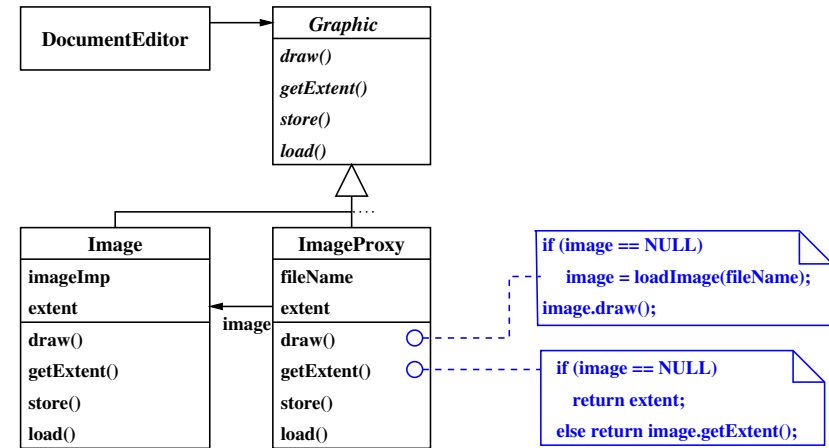 DocumentEditor
Graphic
draw()
getExtent()
store()
load()
Image
imageImp
extent
draw()
getExtent()
store()
load()
image
ImageProxy
fileName
extent
draw()
getExtent()
store()
load()
if (image == NULL)
image = loadImage(fileName);
image.draw();
if (image == NULL)
return extent;
else return image.getExtent();